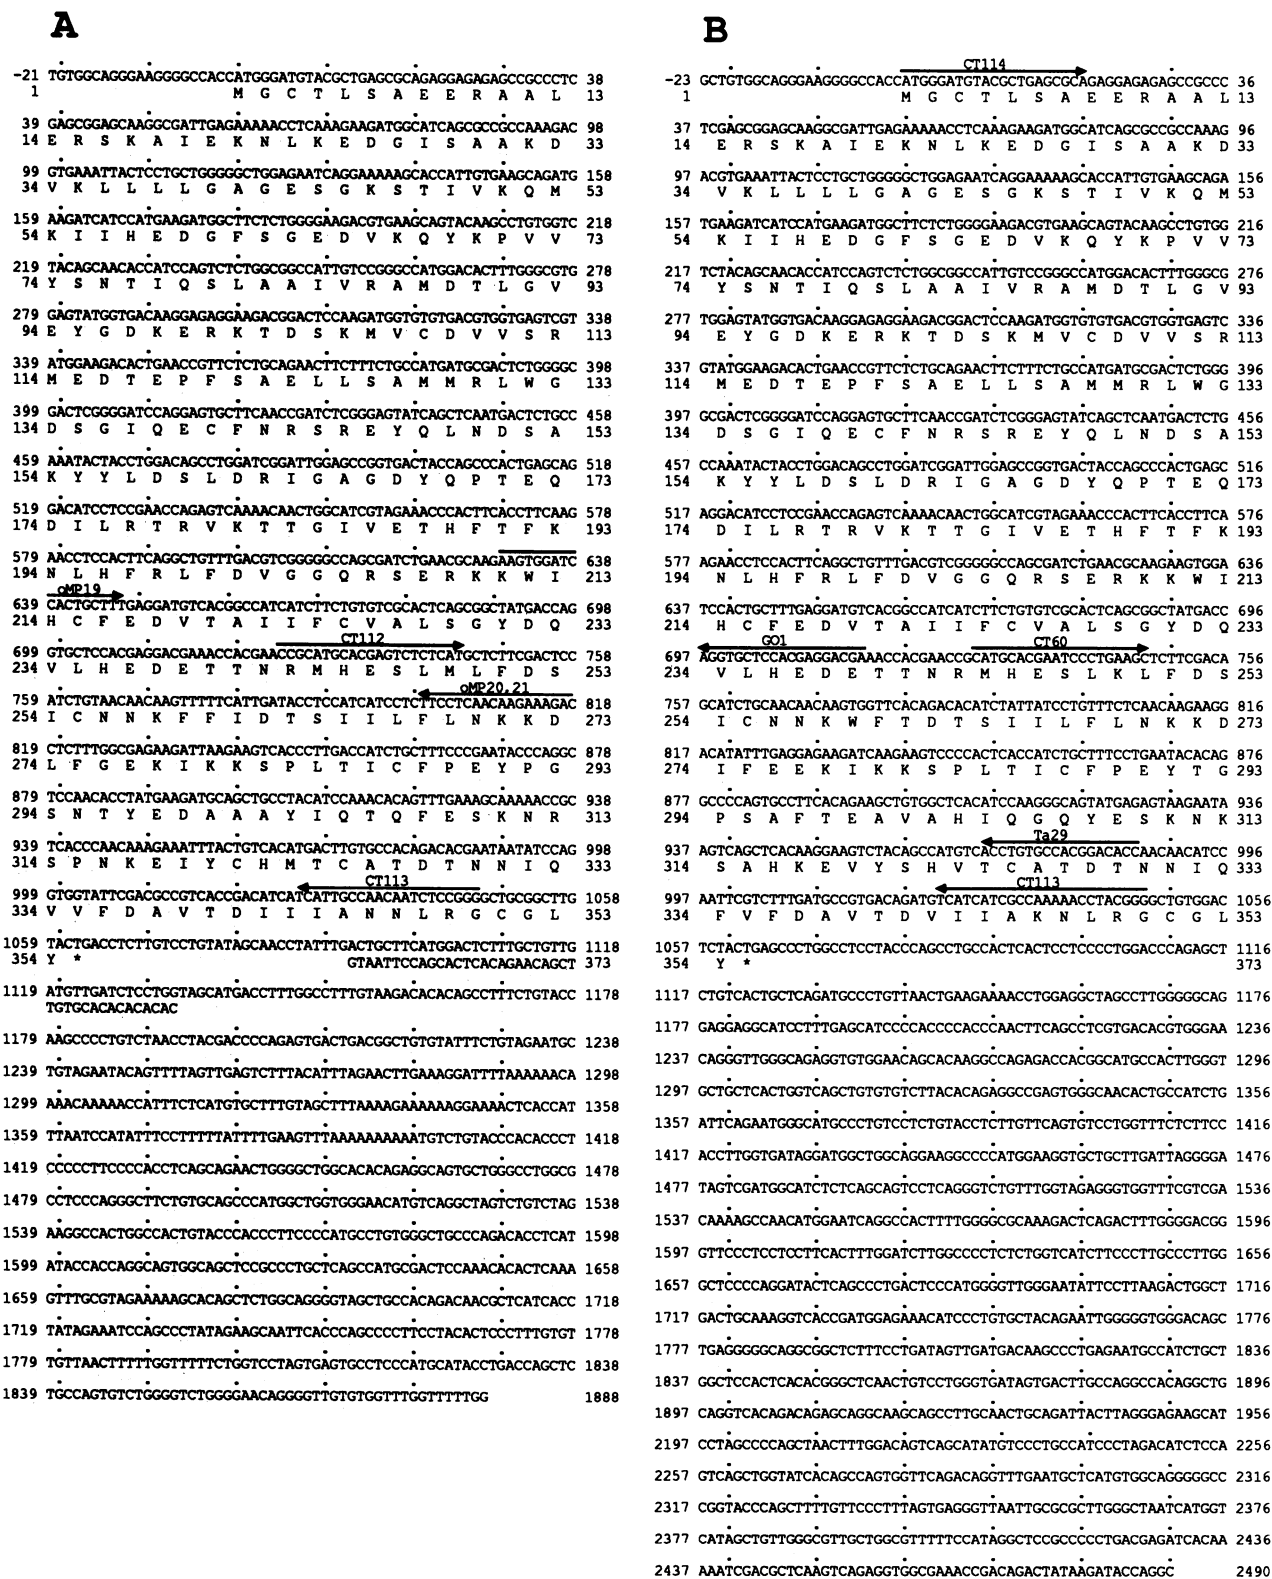 A
-21 TGTGGCAGGGAAGGGGCCACCATGGGATGTACGCTGAGCGCAGAGGAGAGAGCCGCCCTC 38
1 M G C T L S A E E R A A L 13
39 GAGCGGAGCAAGGCGATTGAGAAAAACCTCAAAGAAGATGGCATCAGCGCCGCCAAAGAC 98
14 E R S K A I E K N L K E D G I S A A K D 33
99 GTGAAATTACTCCTGCTGGGGGCTGGAGAATCAGGAAAAAGCACCATTGTGAAGCAGATG 158
34 V K L L L L G A G E S G K S T I V K Q M 53
159 AAGATCATCCATGAAGATGGCTTCTCTGGGGAAGACGTGAAGCAGTACAAGCCTGTGGTC 218
54 K I I H E D G F S G E D V K Q Y K P V V 73
219 TACAGCAACACCATCCAGTCTCTGGCGGCCATTGTCCGGGCCATGGACACTTTGGGCGTG 278
74 Y S N T I Q S L A A I V R A M D T L G V 93
279 GAGTATGGTGACAAGGAGAGGAAGACGGACTCCAAGATGGTGTGTGACGTGGTGAGTCGT 338
94 E Y G D K E R K T D S K M V C D V V S R 113
339 ATGGAAGACACTGAACCGTTCTCTGCAGAACTTCTTTCTGCCATGATGCGACTCTGGGGC 398
114 M E D T E P F S A E L L S A M M R L W G 133
399 GACTCGGGGATCCAGGAGTGCTTCAACCGATCTCGGGAGTATCAGCTCAATGACTCTGCC 458
134 D S G I Q E C F N R S R E Y Q L N D S A 153
459 AAATACTACCTGGACAGCCTGGATCGGATTGGAGCCGGTGACTACCAGCCCACTGAGCAG 518
154 K Y Y L D S L D R I G A G D Y Q P T E Q 173
519 GACATCCTCCGAACCAGAGTCAAAACAACTGGCATCGTAGAAACCCACTTCACCTTCAAG 578
174 D I L R T R V K T T G I V E T H F T F K 193
579 AACCTCCACTTCAGGCTGTTTGACGTCGGGGGCCAGCGATCTGAACGCAAGAAGTGGATC 638
194 N L H F R L F D V G G Q R S E R K K W I 213
oMP19
639 CACTGCTTTGAGGATGTCACGGCCATCATCTTCTGTGTCGCACTCAGCGGCTATGACCAG 698
214 H C F E D V T A I I F C V A L S G Y D Q 233
CT112
699 GTGCTCCACGAGGACGAAACCACGAACCGCATGCACGAGTCTCTCATGCTCTTCGACTCC 758
234 V L H E D E T T N R M H E S L M L F D S 253
oMP20,21
759 ATCTGTAACAACAAGTTTTTCATTGATACCTCCATCATCCTCTTCCTCAACAAGAAAGAC 818
254 I C N N K F F I D T S I I L F L N K K D 273
819 CTCTTTGGCGAGAAGATTAAGAAGTCACCCTTGACCATCTGCTTTCCCGAATACCCAGGC 878
274 L F G E K I K K S P L T I C F P E Y P G 293
879 TCCAACACCTATGAAGATGCAGCTGCCTACATCCAAACACAGTTTGAAAGCAAAAACCGC 938
294 S N T Y E D A A A Y I Q T Q F E S K N R 313
939 TCACCCAACAAAGAAATTTACTGTCACATGACTTGTGCCACAGACACGAATAATATCCAG 998
314 S P N K E I Y C H M T C A T D T N N I Q 333
CT113
999 GTGGTATTCGACGCCGTCACCGACATCATCATTGCCAACAATCTCCGGGGCTGCGGCTTG 1058
334 V V F D A V T D I I I A N N L R G C G L 353
1059 TACTGACCTCTTGTCCTGTATAGCAACCTATTTGACTGCTTCATGGACTCTTTGCTGTTG 1118
354 Y * GTAATTCCAGCACTCACAGAACAGCT 373
1119 ATGTTGATCTCCTGGTAGCATGACCTTTGGCCTTTGTAAGACACACAGCCTTTCTGTACC 1178
TGTGCACACACACAC
1179 AAGCCCCTGTCTAACCTACGACCCCAGAGTGACTGACGGCTGTGTATTTCTGTAGAATGC 1238
1239 TGTAGAATACAGTTTTAGTTGAGTCTTTACATTTAGAACTTGAAAGGATTTTAAAAAACA 1298
1299 AAACAAAAACCATTTCTCATGTGCTTTGTAGCTTTAAAAGAAAAAAGGAAAACTCACCAT 1358
1359 TTAATCCATATTTCCTTTTTATTTTGAAGTTTAAAAAAAAAATGTCTGTACCCACACCCT 1418
1419 CCCCCTTCCCCACCTCAGCAGAACTGGGGCTGGCACACAGAGGCAGTGCTGGGCCTGGCG 1478
1479 CCTCCCAGGGCTTCTGTGCAGCCCATGGCTGGTGGGAACATGTCAGGCTAGTCTGTCTAG 1538
1539 AAGGCCACTGGCCACTGTACCCACCCTTCCCCATGCCTGTGGGCTGCCCAGACACCTCAT 1598
1599 ATACCACCAGGCAGTGGCAGCTCCGCCCTGCTCAGCCATGCGACTCCAAACACACTCAAA 1658
1659 GTTTGCGTAGAAAAAGCACAGCTCTGGCAGGGGTAGCTGCCACAGACAACGCTCATCACC 1718
1719 TATAGAAATCCAGCCCTATAGAAGCAATTCACCCAGCCCCTTCCTACACTCCCTTTGTGT 1778
1779 TGTTAACTTTTTGGTTTTTCTGGTCCTAGTGAGTGCCTCCCATGCATACCTGACCAGCTC 1838
1839 TGCCAGTGTCTGGGGTCTGGGGAACAGGGGTTGTGTGGTTTGGTTTTTGG 1888
B
CT114
-23 GCTGTGGCAGGGAAGGGGCCACCATGGGATGTACGCTGAGCGCAGAGGAGAGAGCCGCCC 36
1 M G C T L S A E E R A A L 13
37 TCGAGCGGAGCAAGGCGATTGAGAAAAACCTCAAAGAAGATGGCATCAGCGCCGCCAAAG 96
14 E R S K A I E K N L K E D G I S A A K D 33
97 ACGTGAAATTACTCCTGCTGGGGGCTGGAGAATCAGGAAAAAGCACCATTGTGAAGCAGA 156
34 V K L L L L G A G E S G K S T I V K Q M 53
157 TGAAGATCATCCATGAAGATGGCTTCTCTGGGGAAGACGTGAAGCAGTACAAGCCTGTGG 216
54 K I I H E D G F S G E D V K Q Y K P V V 73
217 TCTACAGCAACACCATCCAGTCTCTGGCGGCCATTGTCCGGGCCATGGACACTTTGGGCG 276
74 Y S N T I Q S L A A I V R A M D T L G V 93
277 TGGAGTATGGTGACAAGGAGAGGAAGACGGACTCCAAGATGGTGTGTGACGTGGTGAGTC 336
94 E Y G D K E R K T D S K M V C D V V S R 113
337 GTATGGAAGACACTGAACCGTTCTCTGCAGAACTTCTTTCTGCCATGATGCGACTCTGGG 396
114 M E D T E P F S A E L L S A M M R L W G 133
397 GCGACTCGGGGATCCAGGAGTGCTTCAACCGATCTCGGGAGTATCAGCTCAATGACTCTG 456
134 D S G I Q E C F N R S R E Y Q L N D S A 153
457 CCAAATACTACCTGGACAGCCTGGATCGGATTGGAGCCGGTGACTACCAGCCCACTGAGC 516
154 K Y Y L D S L D R I G A G D Y Q P T E Q 173
517 AGGACATCCTCCGAACCAGAGTCAAAACAACTGGCATCGTAGAAACCCACTTCACCTTCA 576
174 D I L R T R V K T T G I V E T H F T F K 193
577 AGAACCTCCACTTCAGGCTGTTTGACGTCGGGGGCCAGCGATCTGAACGCAAGAAGTGGA 636
194 N L H F R L F D V G G Q R S E R K K W I 213
637 TCCACTGCTTTGAGGATGTCACGGCCATCATCTTCTGTGTCGCACTCAGCGGCTATGACC 696
214 H C F E D V T A I I F C V A L S G Y D Q 233
GO1 CT60
697 AGGTGCTCCACGAGGACGAAACCACGAACCGCATGCACGAATCCCTGAAGCTCTTCGACA 756
234 V L H E D E T T N R M H E S L K L F D S 253
757 GCATCTGCAACAACAAGTGGTTCACAGACACATCTATTATCCTGTTTCTCAACAAGAAGG 816
254 I C N N K W F T D T S I I L F L N K K D 273
817 ACATATTTGAGGAGAAGATCAAGAAGTCCCCACTCACCATCTGCTTTCCTGAATACACAG 876
274 I F E E K I K K S P L T I C F P E Y T G 293
877 GCCCCAGTGCCTTCACAGAAGCTGTGGCTCACATCCAAGGGCAGTATGAGAGTAAGAATA 936
294 P S A F T E A V A H I Q G Q Y E S K N K 313
Ta29
937 AGTCAGCTCACAAGGAAGTCTACAGCCATGTCACCTGTGCCACGGACACCAACAACATCC 996
314 S A H K E V Y S H V T C A T D T N N I Q 333
CT113
997 AATTCGTCTTTGATGCCGTGACAGATGTCATCATCGCCAAAAACCTACGGGGCTGTGGAC 1056
334 F V F D A V T D V I I A K N L R G C G L 353
1057 TCTACTGAGCCCTGGCCTCCTACCCAGCCTGCCACTCACTCCTCCCCTGGACCCAGAGCT 1116
354 Y * 373
1117 CTGTCACTGCTCAGATGCCCTGTTAACTGAAGAAAACCTGGAGGCTAGCCTTGGGGGCAG 1176
1177 GAGGAGGCATCCTTTGAGCATCCCCACCCCACCCAACTTCAGCCTCGTGACACGTGGGAA 1236
1237 CAGGGTTGGGCAGAGGTGTGGAACAGCACAAGGCCAGAGACCACGGCATGCCACTTGGGT 1296
1297 GCTGCTCACTGGTCAGCTGTGTGTCTTACACAGAGGCCGAGTGGGCAACACTGCCATCTG 1356
1357 ATTCAGAATGGGCATGCCCTGTCCTCTGTACCTCTTGTTCAGTGTCCTGGTTTCTCTTCC 1416
1417 ACCTTGGTGATAGGATGGCTGGCAGGAAGGCCCCATGGAAGGTGCTGCTTGATTAGGGGA 1476
1477 TAGTCGATGGCATCTCTCAGCAGTCCTCAGGGTCTGTTTGGTAGAGGGTGGTTTCGTCGA 1536
1537 CAAAAGCCAACATGGAATCAGGCCACTTTTGGGGCGCAAAGACTCAGACTTTGGGGACGG 1596
1597 GTTCCCTCCTCCTTCACTTTGGATCTTGGCCCCTCTCTGGTCATCTTCCCTTGCCCTTGG 1656
1657 GCTCCCCAGGATACTCAGCCCTGACTCCCATGGGGTTGGGAATATTCCTTAAGACTGGCT 1716
1717 GACTGCAAAGGTCACCGATGGAGAAACATCCCTGTGCTACAGAATTGGGGGTGGGACAGC 1776
1777 TGAGGGGGCAGGCGGCTCTTTCCTGATAGTTGATGACAAGCCCTGAGAATGCCATCTGCT 1836
1837 GGCTCCACTCACACGGGCTCAACTGTCCTGGGTGATAGTGACTTGCCAGGCCACAGGCTG 1896
1897 CAGGTCACAGACAGAGCAGGCAAGCAGCCTTGCAACTGCAGATTACTTAGGGAGAAGCAT 1956
2197 CCTAGCCCCAGCTAACTTTGGACAGTCAGCATATGTCCCTGCCATCCCTAGACATCTCCA 2256
2257 GTCAGCTGGTATCACAGCCAGTGGTTCAGACAGGTTTGAATGCTCATGTGGCAGGGGGCC 2316
2317 CGGTACCCAGCTTTTGTTCCCTTTAGTGAGGGTTAATTGCGCGCTTGGGCTAATCATGGT 2376
2377 CATAGCTGTTGGGCGTTGCTGGCGTTTTTCCATAGGCTCCGCCCCCTGACGAGATCACAA 2436
2437 AAATCGACGCTCAAGTCAGAGGTGGCGAAACCGACAGACTATAAGATACCAGGC 2490